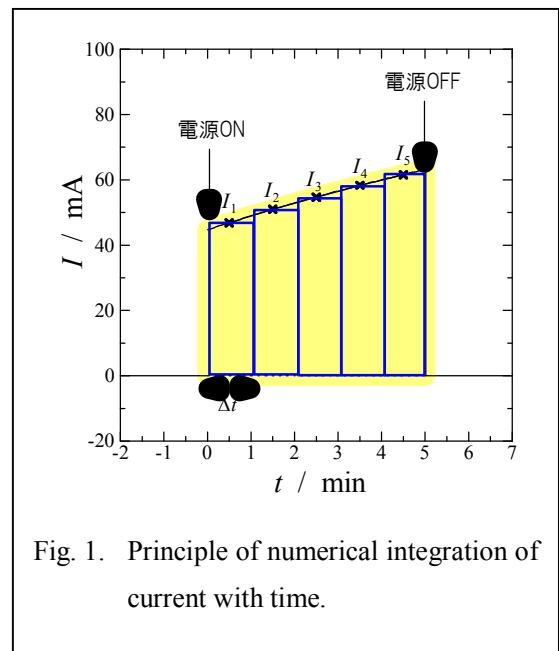 100
電源OFF
80
電源ON
I₁ I₂ I₃ I₄ I₅
60
I / mA
40
20
0
Δt
-20
-2 -1 0 1 2 3 4 5 6 7
t / min
Fig. 1. Principle of numerical integration of
current with time.